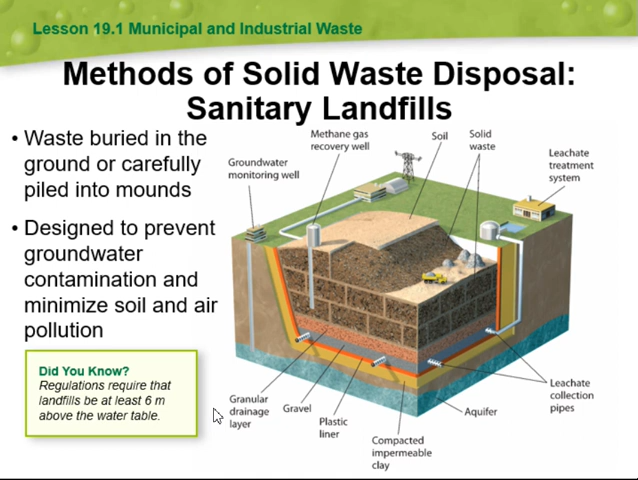 Lesson 19.1 Municipal and Industrial Waste
Methods of Solid Waste Disposal:
Sanitary Landfills
• Waste buried in the
ground or carefully
piled into mounds
• Designed to prevent
groundwater
contamination and
minimize soil and air
pollution
Did You Know?
Regulations require that
landfills be at least 6 m
above the water table.
Groundwater
monitoring well
Methane gas
recovery well
Soil
Solid
waste
Leachate
treatment
system
Granular
drainage
layer
Gravel
Plastic
liner
Compacted
impermeable
clay
Aquifer
Leachate
collection
pipes